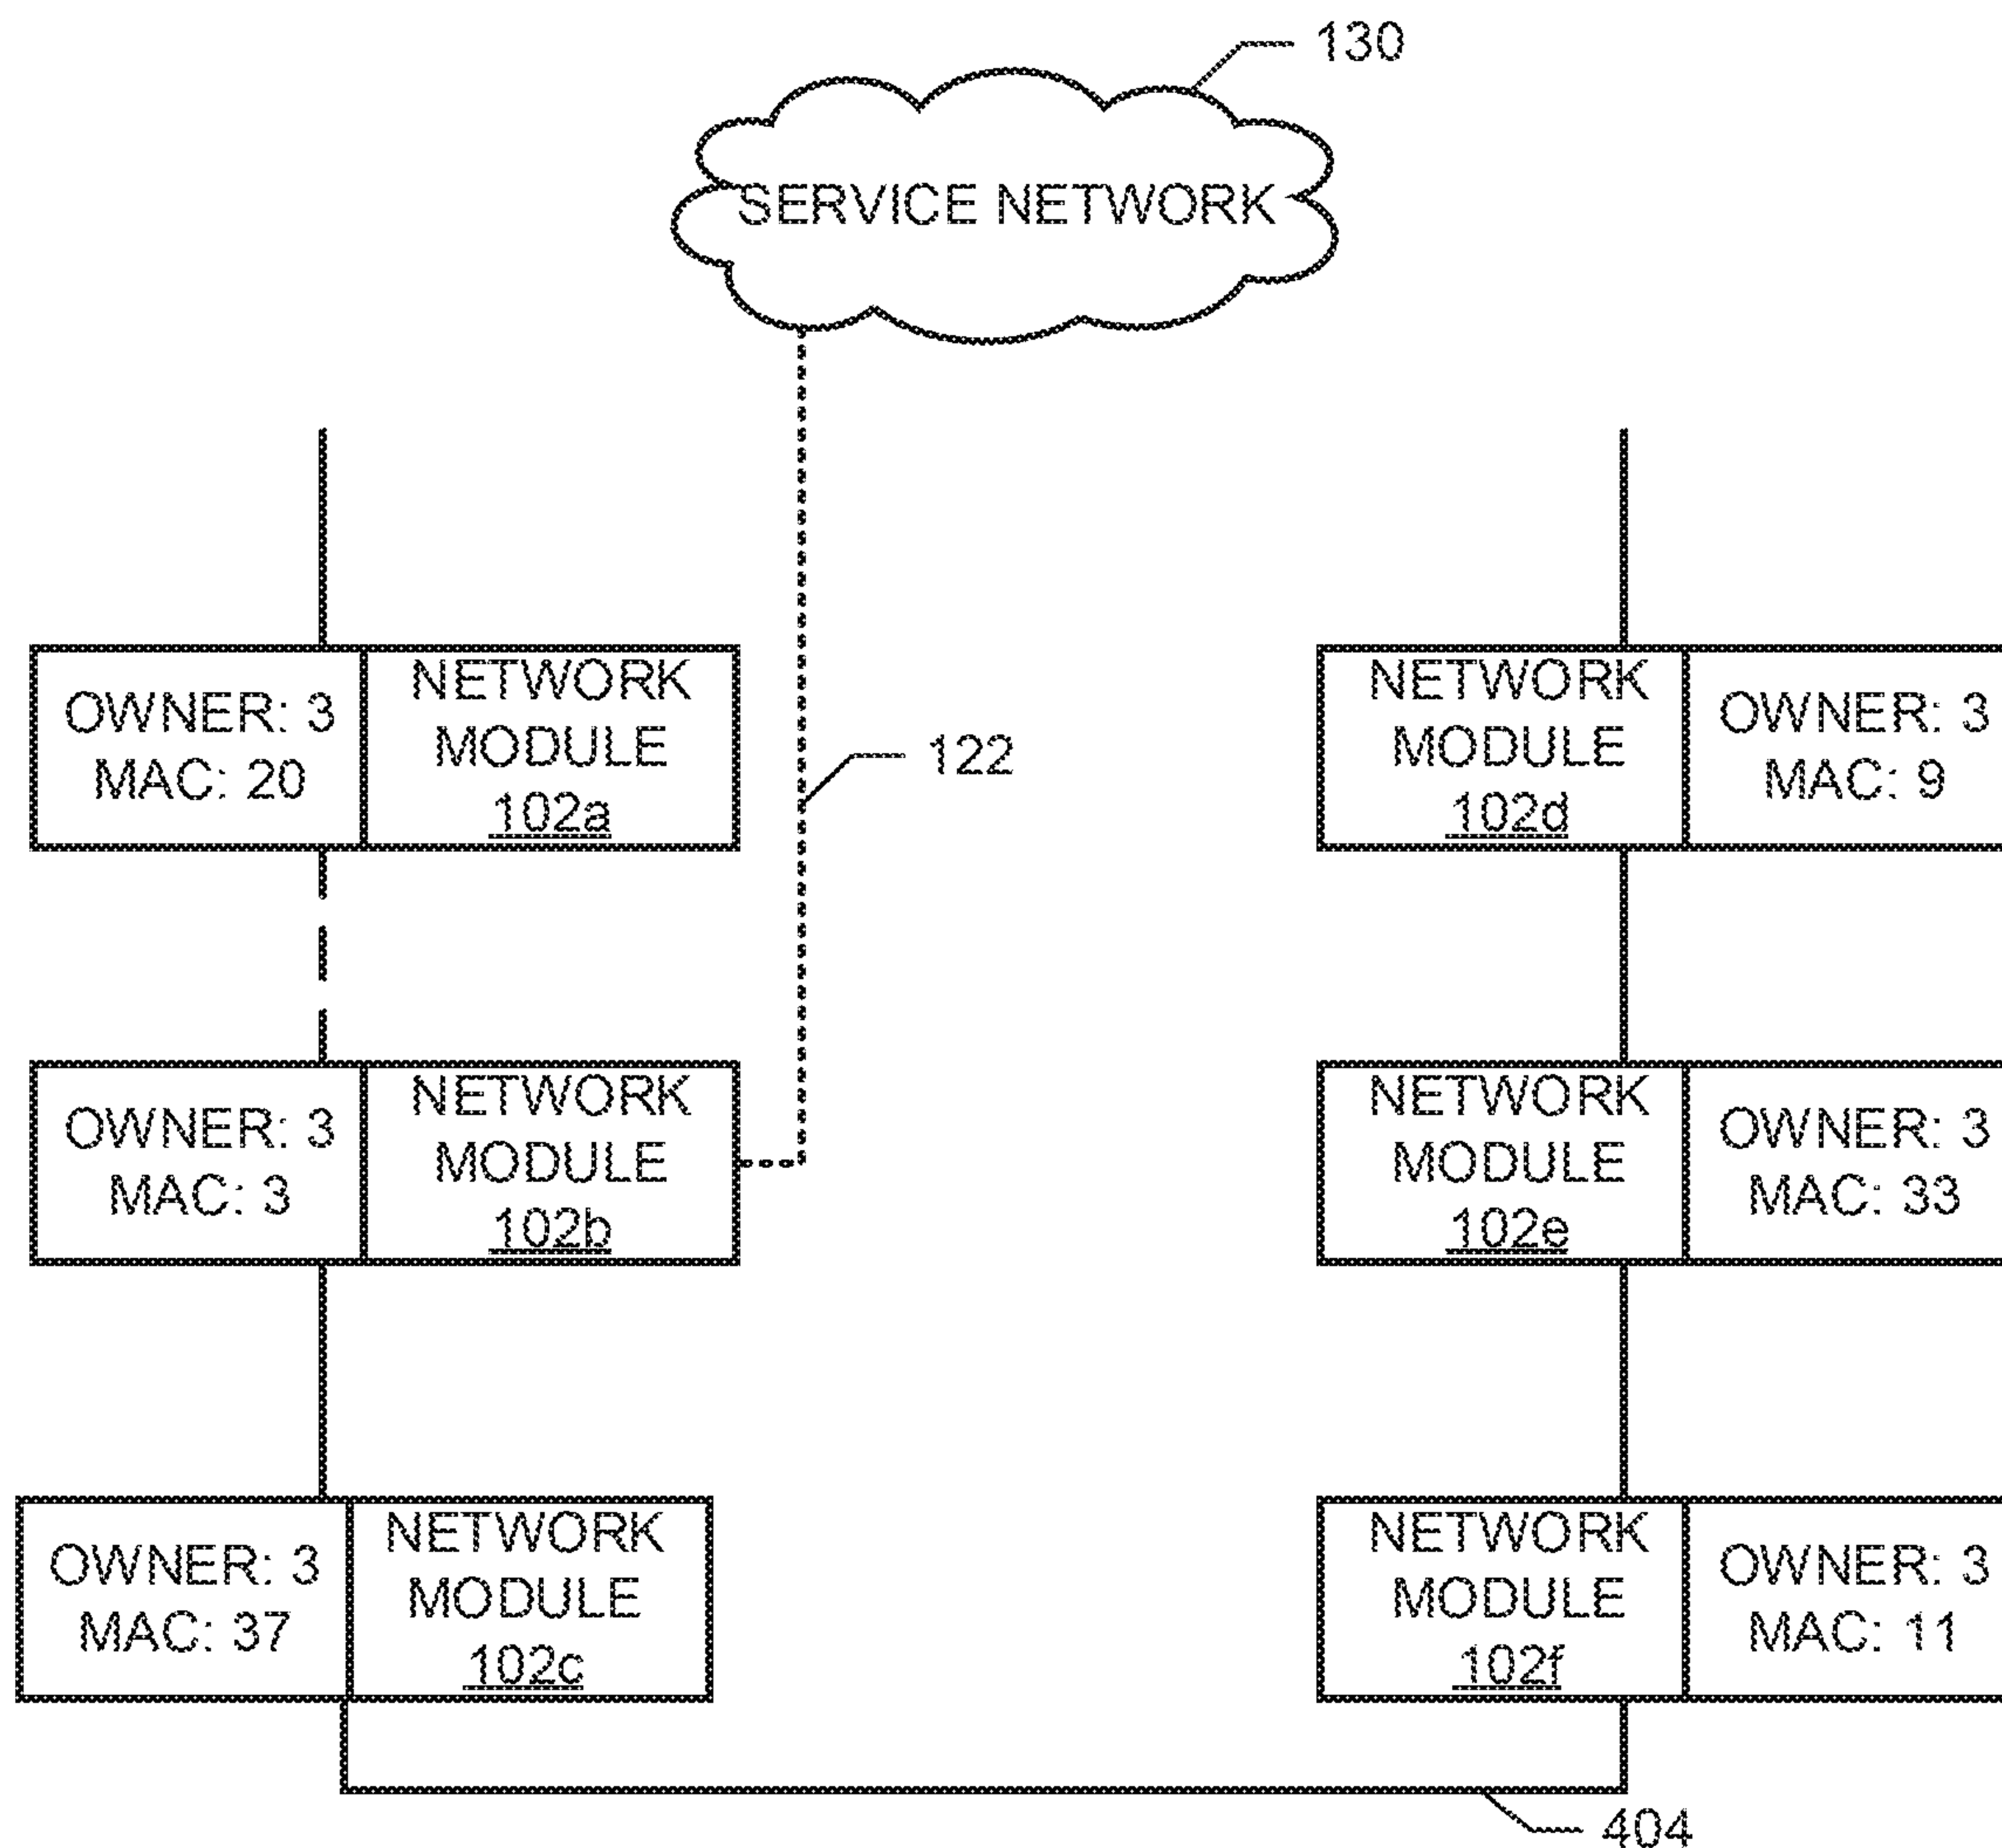 130
SERVICE NETWORK
OWNER: 3
MAC: 20
NETWORK
MODULE
102a
122
NETWORK
MODULE
102d
OWNER: 3
MAC: 9
OWNER: 3
MAC: 3
NETWORK
MODULE
102b
NETWORK
MODULE
102e
OWNER: 3
MAC: 33
OWNER: 3
MAC: 37
NETWORK
MODULE
102c
NETWORK
MODULE
102f
OWNER: 3
MAC: 11
404